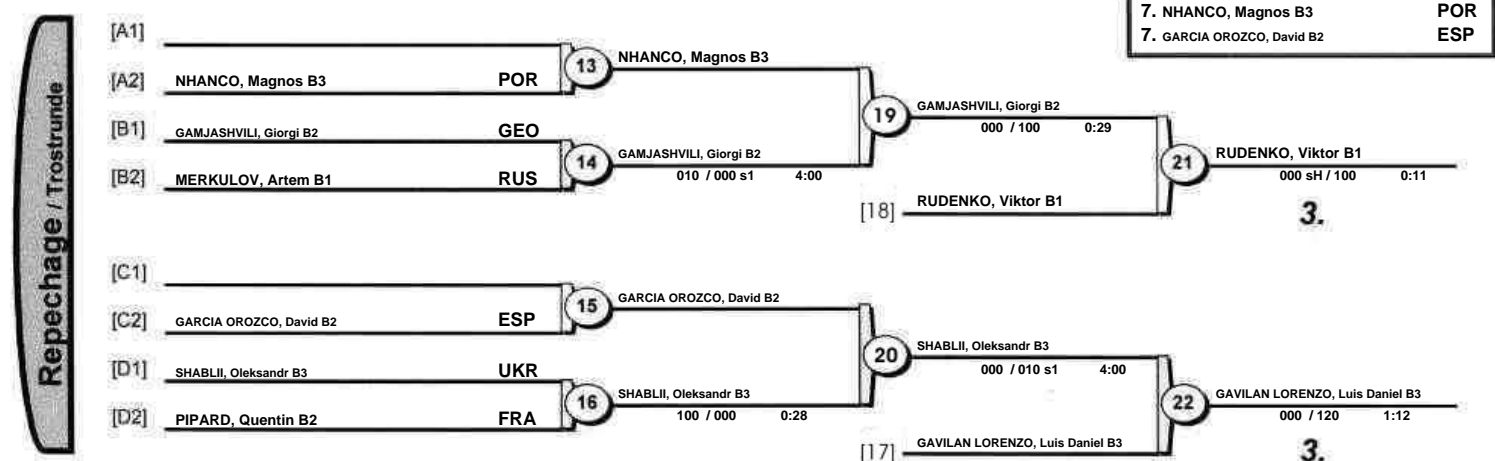 7. NHANCO, Magnos B3 POR
7. GARCIA OROZCO, David B2 ESP
Repechage / Trostrunde
[A1]
[A2] NHANCO, Magnos B3 POR
13 NHANCO, Magnos B3
[B1] GAMJASHVILI, Giorgi B2 GEO
[B2] MERKULOV, Artem B1 RUS
14 GAMJASHVILI, Giorgi B2
010 / 000 s1 4:00
19 GAMJASHVILI, Giorgi B2
000 / 100 0:29
[18] RUDENKO, Viktor B1
21 RUDENKO, Viktor B1
000 sH / 100 0:11
3.
[C1]
[C2] GARCIA OROZCO, David B2 ESP
15 GARCIA OROZCO, David B2
[D1] SHABLII, Oleksandr B3 UKR
[D2] PIPARD, Quentin B2 FRA
16 SHABLII, Oleksandr B3
100 / 000 0:28
20 SHABLII, Oleksandr B3
000 / 010 s1 4:00
[17] GAVILAN LORENZO, Luis Daniel B3
22 GAVILAN LORENZO, Luis Daniel B3
000 / 120 1:12
3.